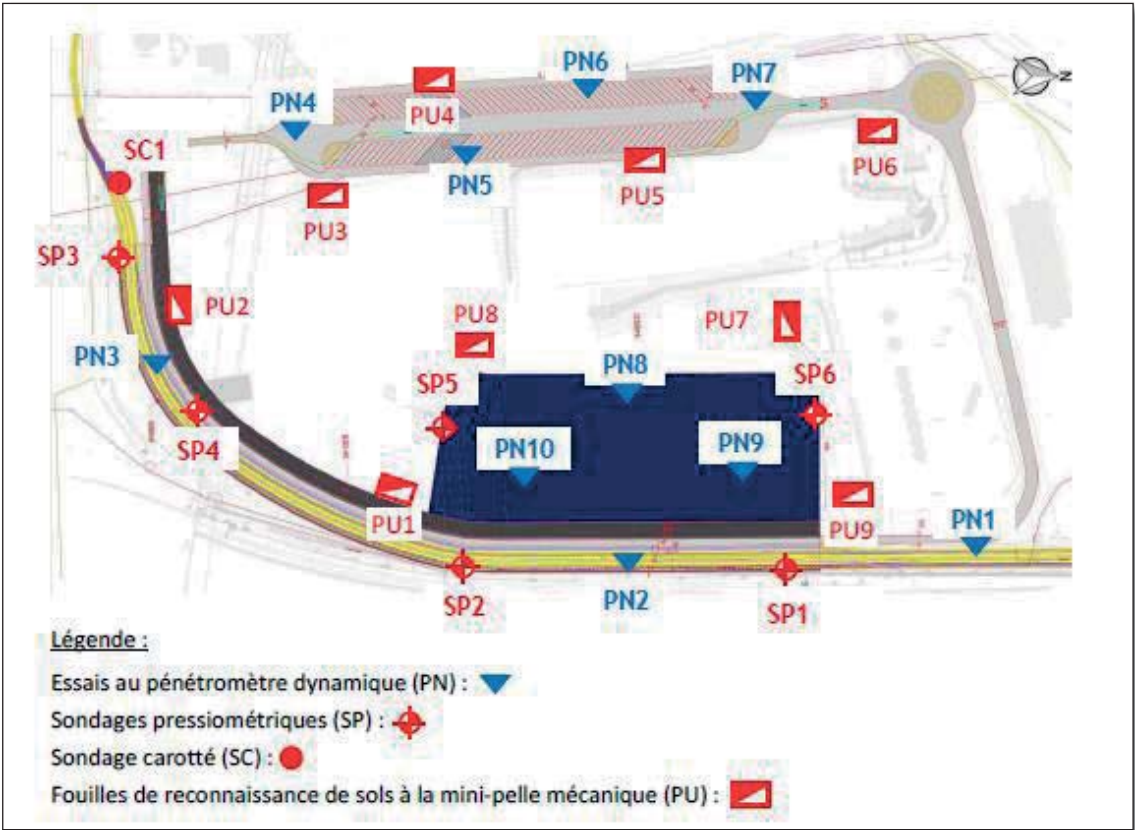 PN6
PN7
N
PN4
PU4
SC1
PU6
PN5
PU5
PU3
SP3
PU2
PU8
PU7
PN3
PN8
SP5
SP6
SP4
PN10
PN9
PU1
PU9
PN1
SP2
PN2
SP1
Légende :
Essais au pénétromètre dynamique (PN) :
Sondages pressiométriques (SP) :
Sondage carotté (SC) :
Fouilles de reconnaissance de sols à la mini-pelle mécanique (PU) :